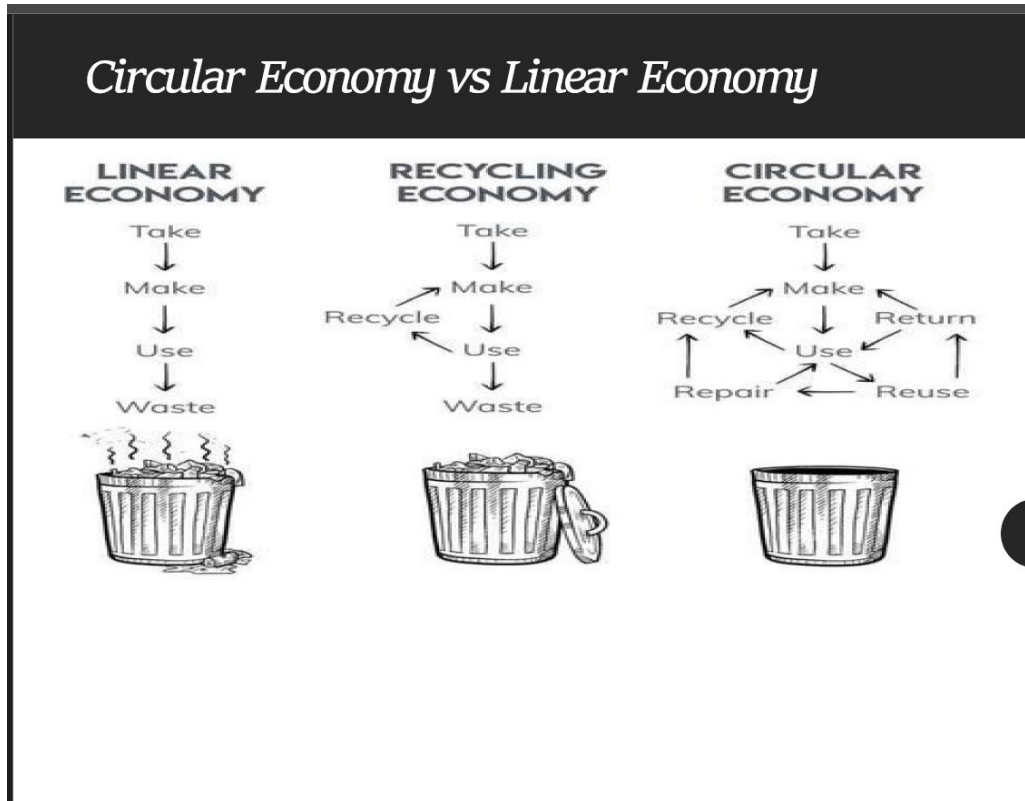 Circular Economy vs Linear Economy
LINEAR
ECONOMY
Take
Make
Use
Waste
RECYCLING
ECONOMY
Take
Make
Recycle
Use
Waste
CIRCULAR
ECONOMY
Take
Make
Recycle
Return
Use
Repair
Reuse